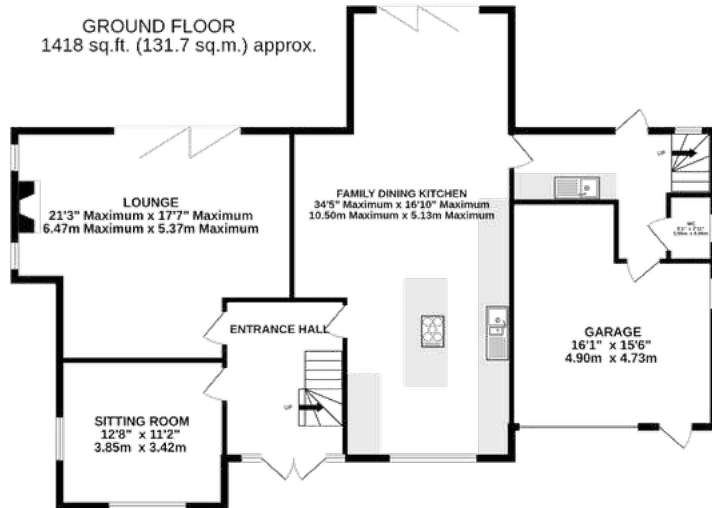 GROUND FLOOR
1418 sq.ft. (131.7 sq.m.) approx.
LOUNGE
21'3" Maximum x 17'7" Maximum
6.47m Maximum x 5.37m Maximum
FAMILY DINING KITCHEN
34'5" Maximum x 16'10" Maximum
10.50m Maximum x 5.13m Maximum
UP
WC
ENTRANCE HALL
GARAGE
16'1" x 15'6"
4.90m x 4.73m
UP
SITTING ROOM
12'8" x 11'2"
3.85m x 3.42m